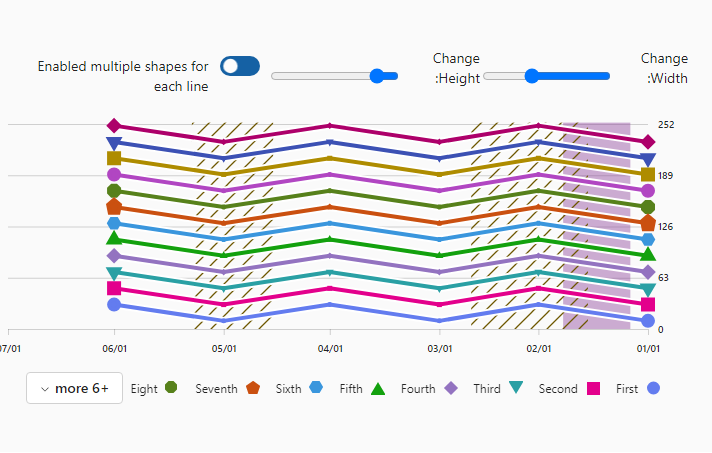 Enabled multiple shapes for
each line
Change
:Height
Change
:Width
252
189
126
63
0
07/01 06/01 05/01 04/01 03/01 02/01 01/01
more 6+ Eight Seventh Sixth Fifth Fourth Third Second First